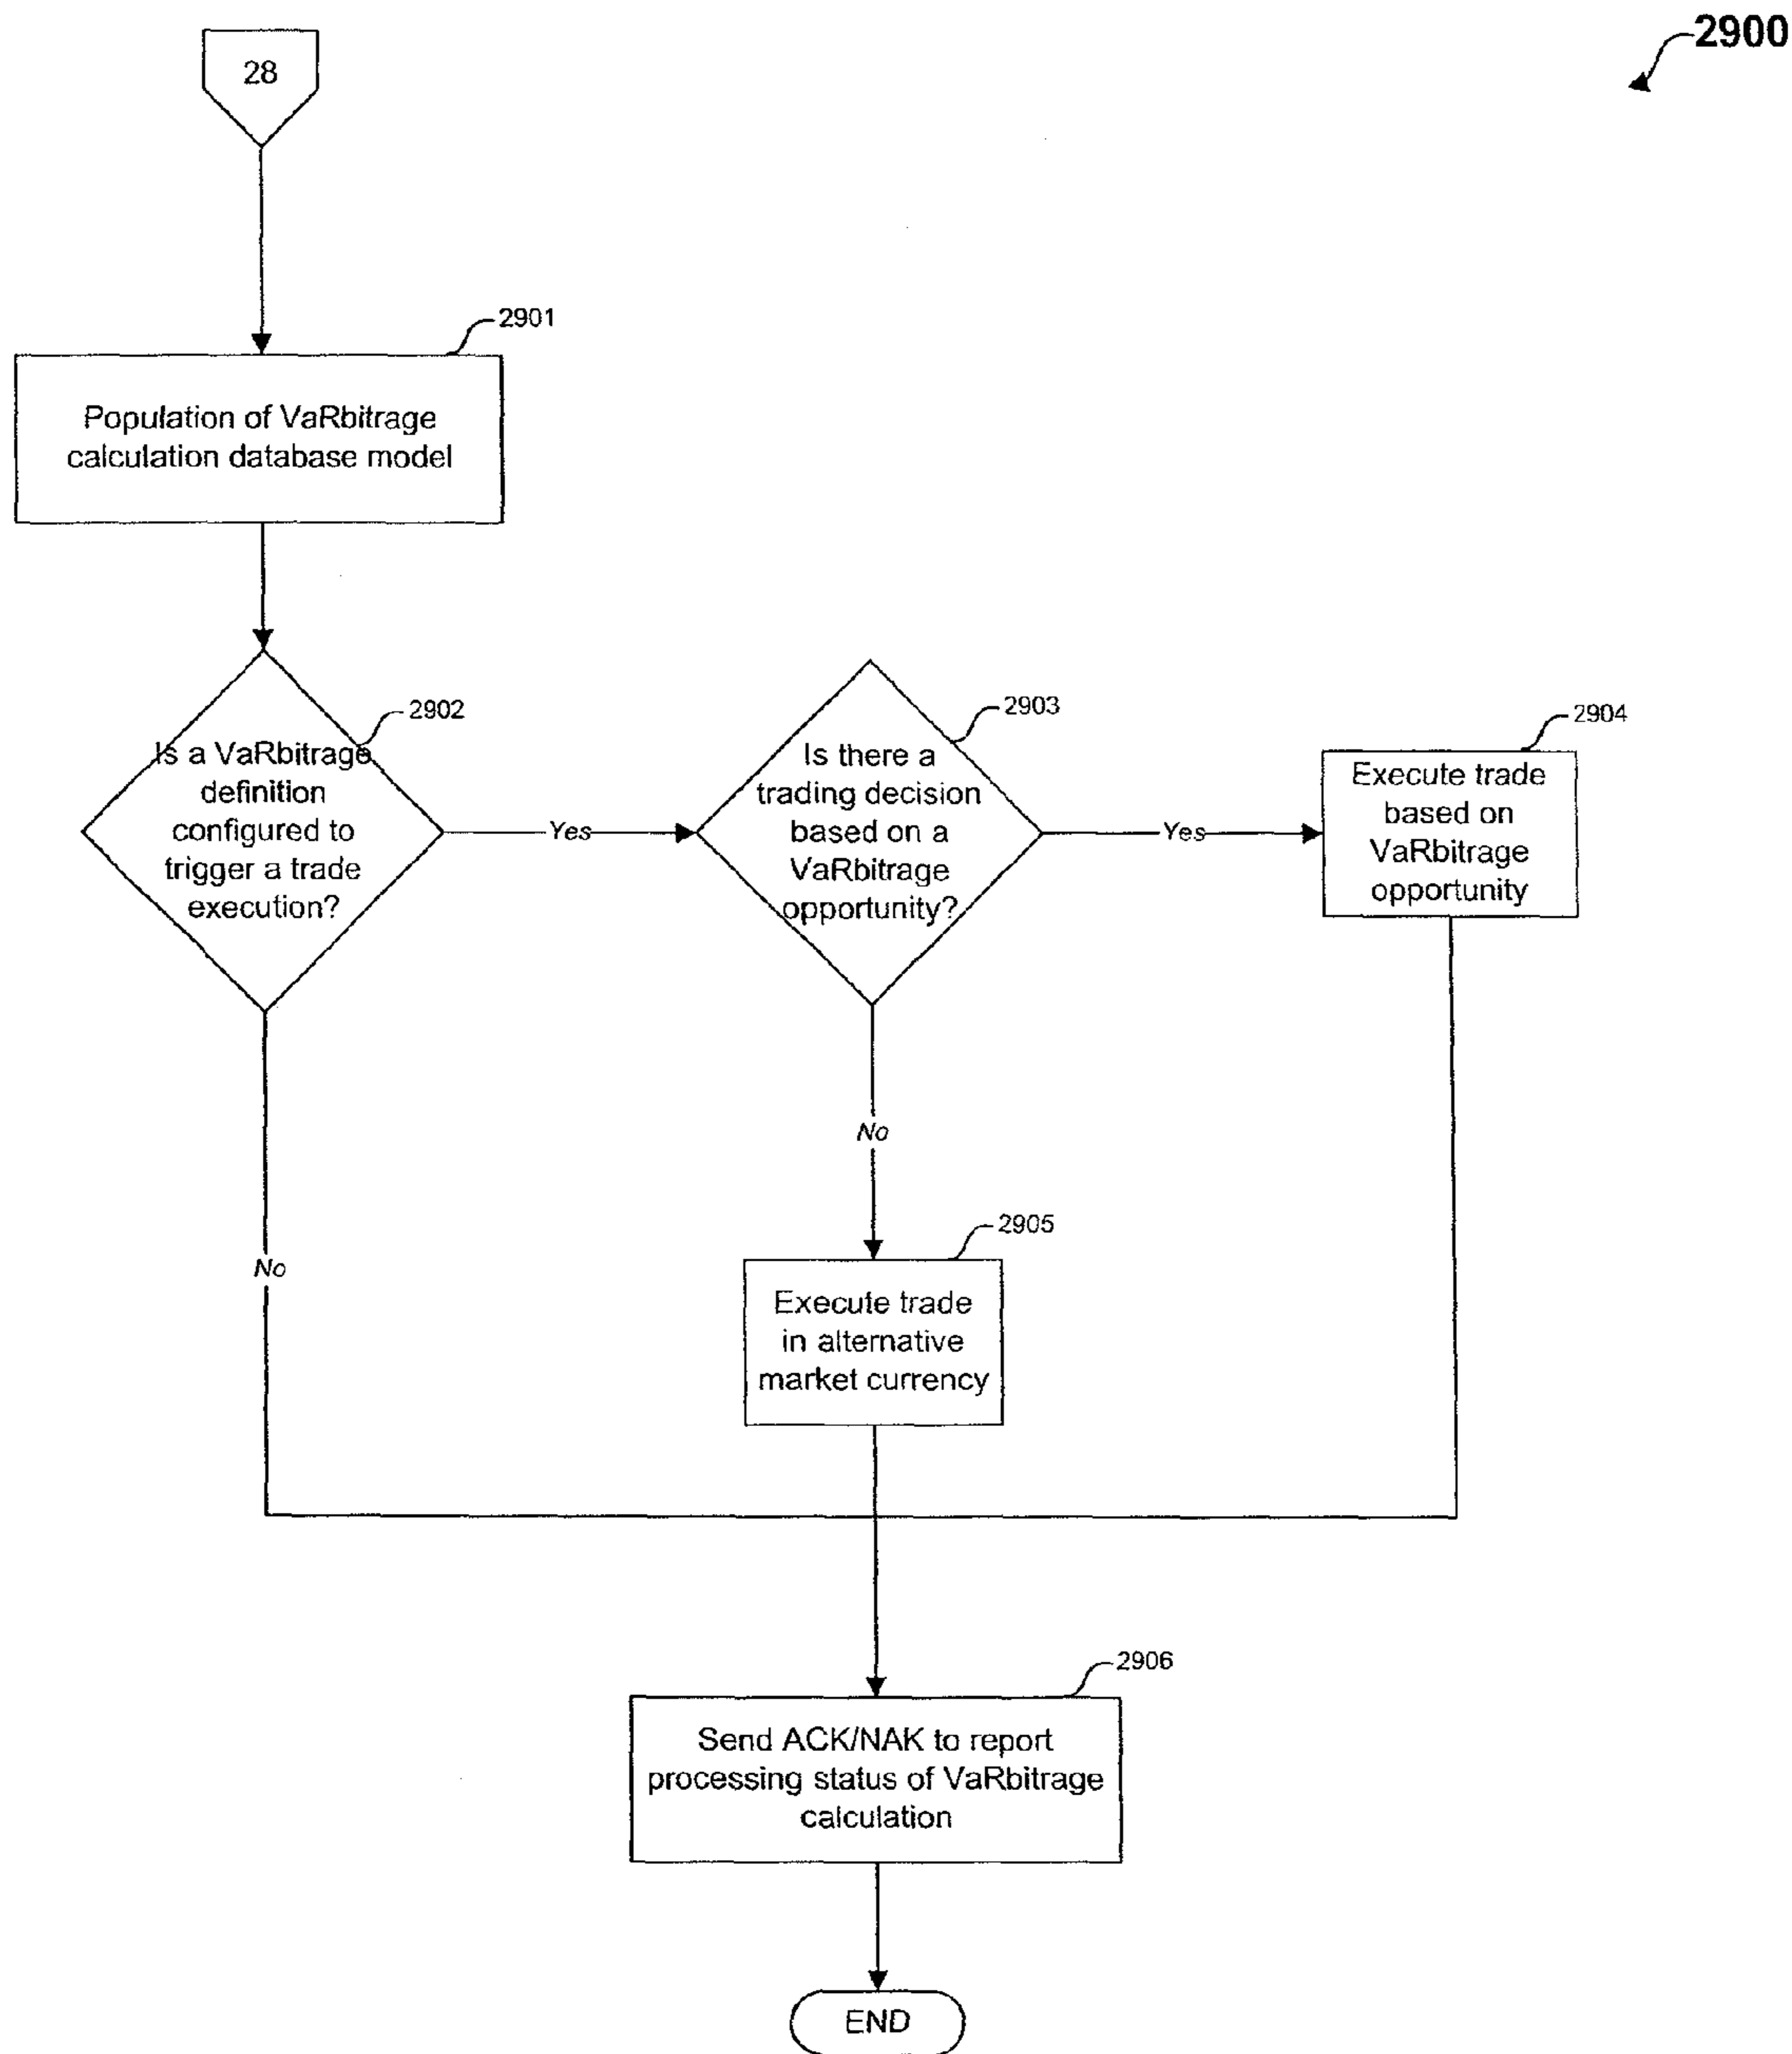 2900
28
2901
Population of VaRbitrage
calculation database model
2902
Is a VaRbitrage
definition
configured to
trigger a trade
execution?
Yes
2903
Is there a
trading decision
based on a
VaRbitrage
opportunity?
Yes
2904
Execute trade
based on
VaRbitrage
opportunity
No
No
2905
Execute trade
in alternative
market currency
2906
Send ACK/NAK to report
processing status of VaRbitrage
calculation
END